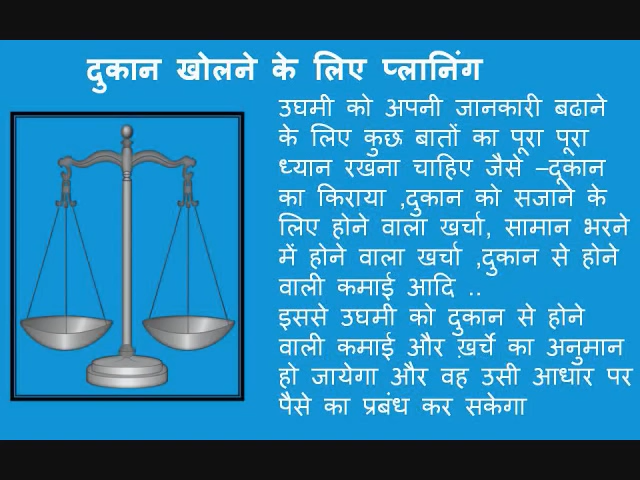 दुकान खोलने के लिए प्लानिंग
उघमी को अपनी जानकारी बढाने
के लिए कुछ बातों का पूरा पूरा
ध्यान रखना चाहिए जैसे –दूकान
का किराया ,दुकान को सजाने के
लिए होने वाला खर्चा, सामान भरने
में होने वाला खर्चा ,दुकान से होने
वाली कमाई आदि ..
इससे उघमी को दुकान से होने
वाली कमाई और ख़र्चे का अनुमान
हो जायेगा और वह उसी आधार पर
पैसे का प्रबंध कर सकेगा